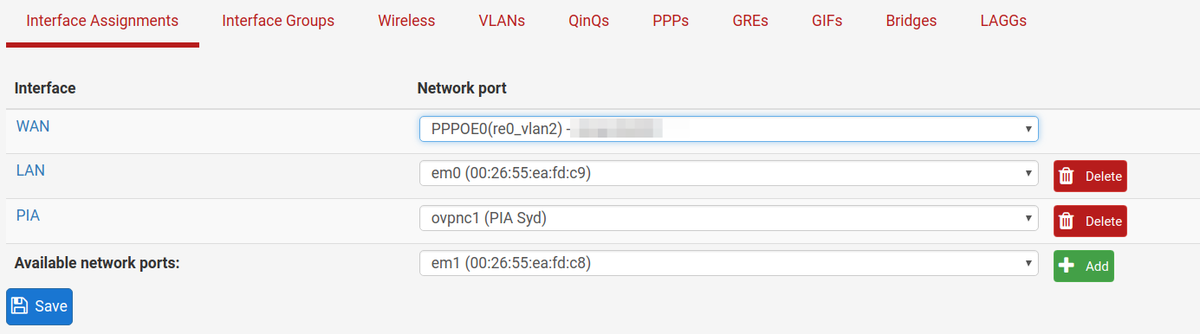 Interface Assignments Interface Groups Wireless VLANs QinQs PPPs GREs GIFs Bridges LAGGs
Interface Network port
WAN PPPOE0(re0_vlan2) -
LAN em0 (00:26:55:ea:fd:c9) Delete
PIA ovpnc1 (PIA Syd) Delete
Available network ports: em1 (00:26:55:ea:fd:c8) Add
Save